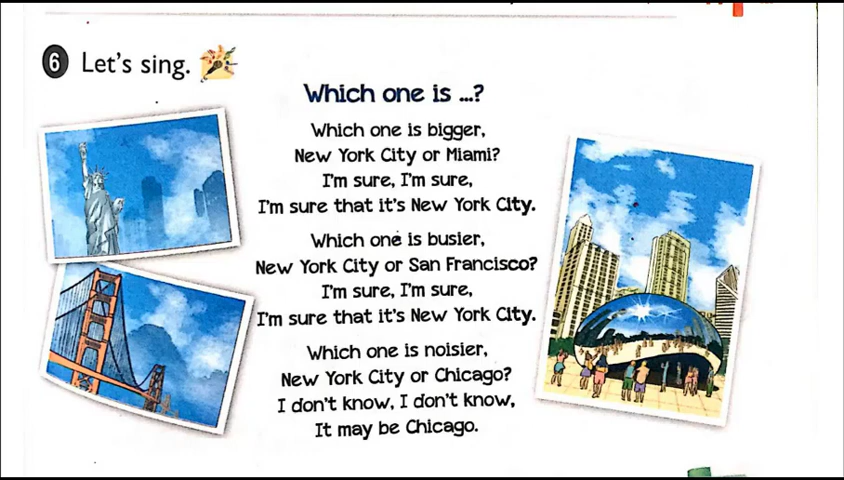 6 Let's sing.
Which one is ...?
Which one is bigger,
New York City or Miami?
I'm sure, I'm sure,
I'm sure that it's New York City.
Which one is busier,
New York City or San Francisco?
I'm sure, I'm sure,
I'm sure that it's New York City.
Which one is noisier,
New York City or Chicago?
I don't know, I don't know,
It may be Chicago.